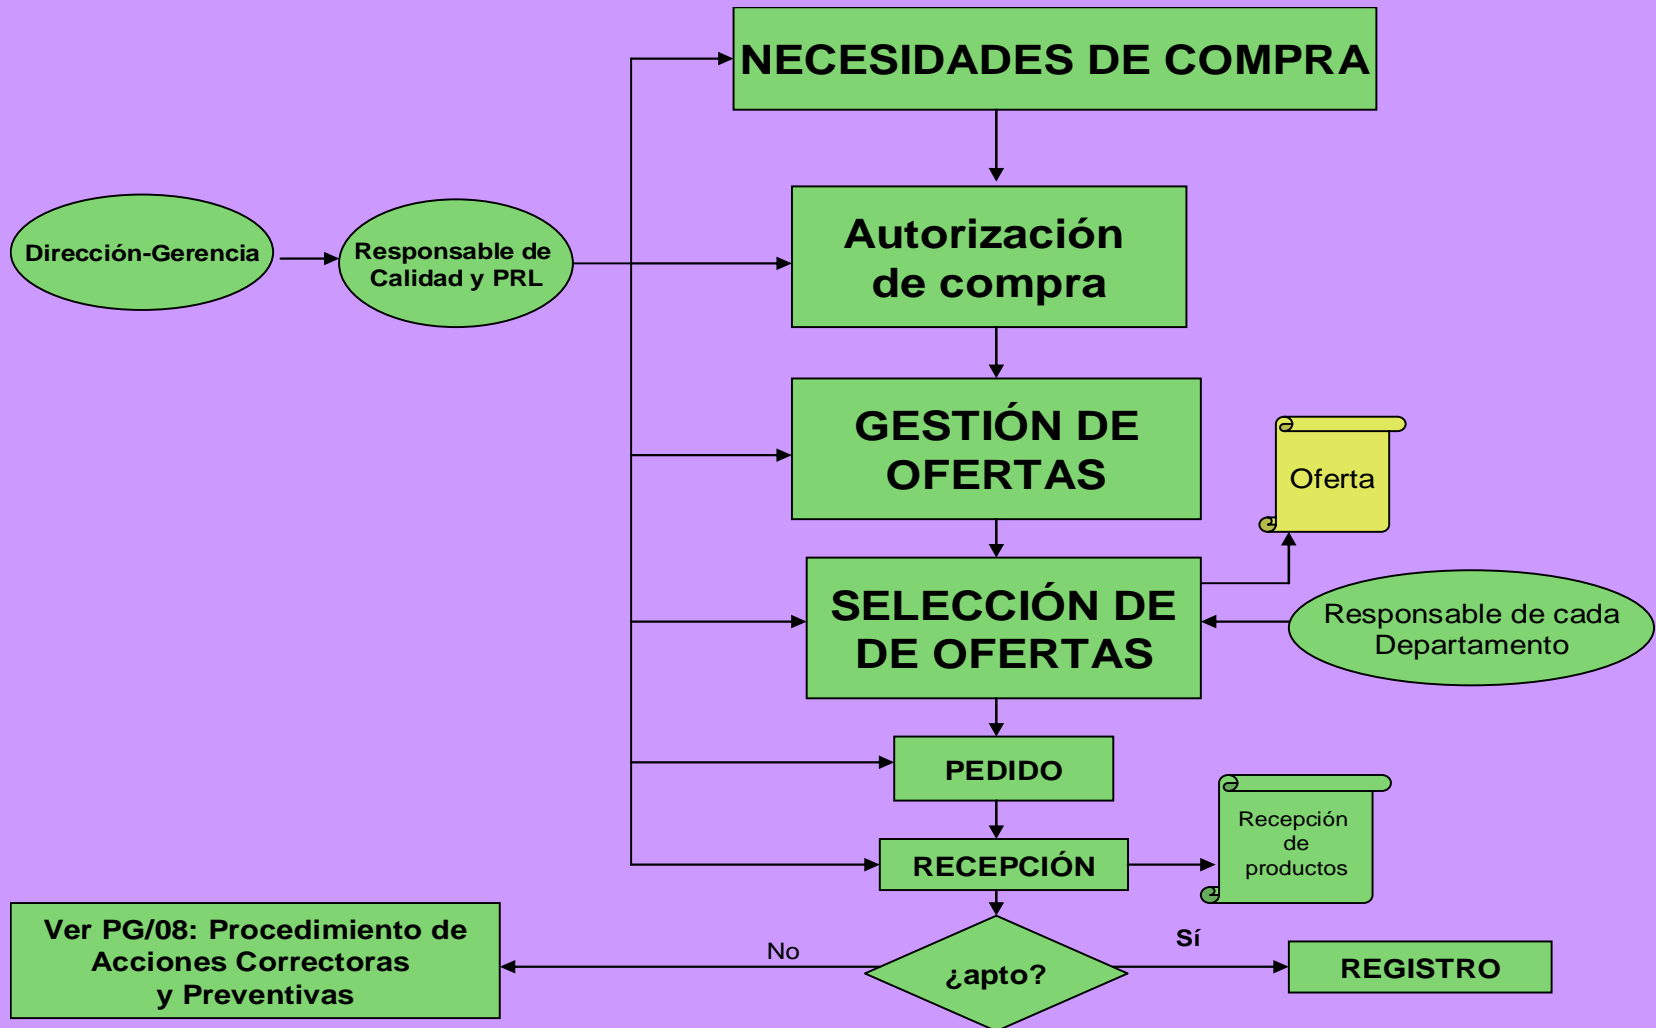 NECESIDADES DE COMPRA
Dirección-Gerencia
Responsable de
Calidad y PRL
Autorización
de compra
GESTIÓN DE
OFERTAS
Oferta
SELECCIÓN DE
DE OFERTAS
Responsable de cada
Departamento
PEDIDO
RECEPCIÓN
Recepción
de
productos
Ver PG/08: Procedimiento de
Acciones Correctoras
y Preventivas
No
¿apto?
Sí
REGISTRO